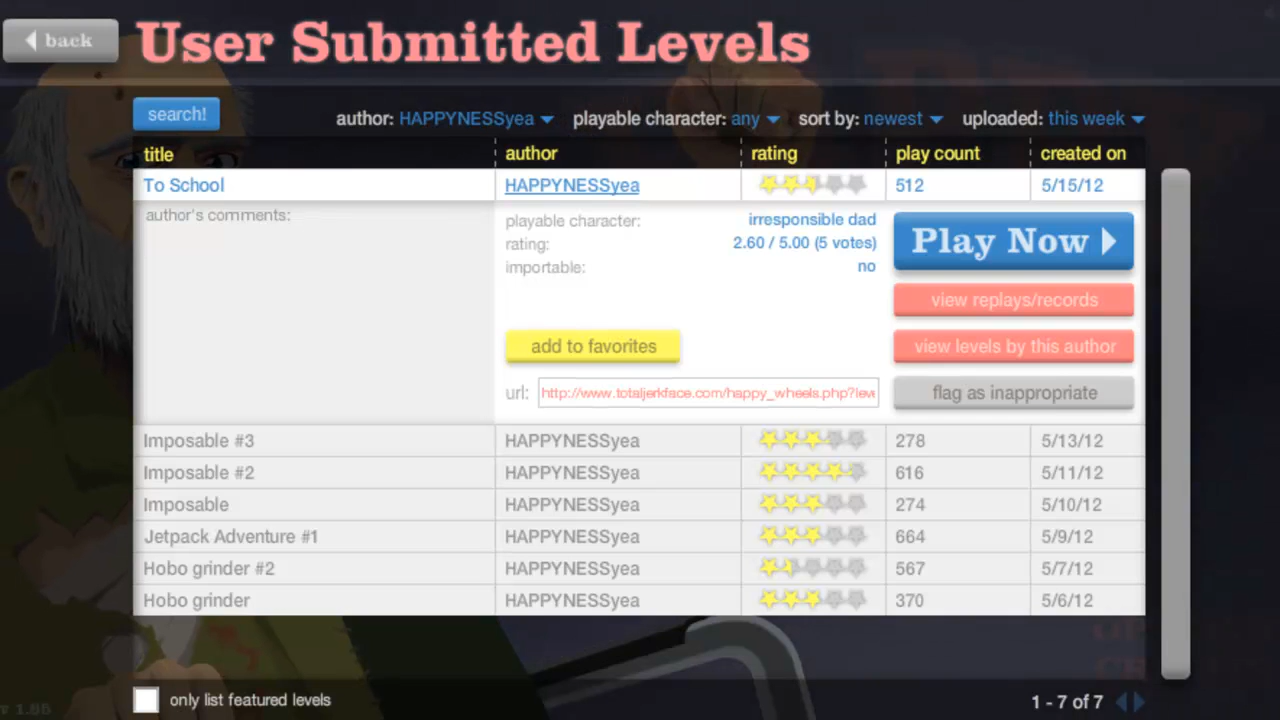 back
User Submitted Levels
search!
author: HAPPYNESSyea
playable character: any
sort by: newest
uploaded: this week
title author rating play count created on
To School HAPPYNESSyea 512 5/15/12
author's comments:
playable character: irresponsible dad
rating: 2.60 / 5.00 (5 votes)
importable: no
Play Now
view replays/records
add to favorites
view levels by this author
url: http://www.totaljerkface.com/happy_wheels.php?lev
flag as inappropriate
Imposable #3 HAPPYNESSyea 278 5/13/12
Imposable #2 HAPPYNESSyea 616 5/11/12
Imposable HAPPYNESSyea 274 5/10/12
Jetpack Adventure #1 HAPPYNESSyea 664 5/9/12
Hobo grinder #2 HAPPYNESSyea 567 5/7/12
Hobo grinder HAPPYNESSyea 370 5/6/12
only list featured levels
1 - 7 of 7